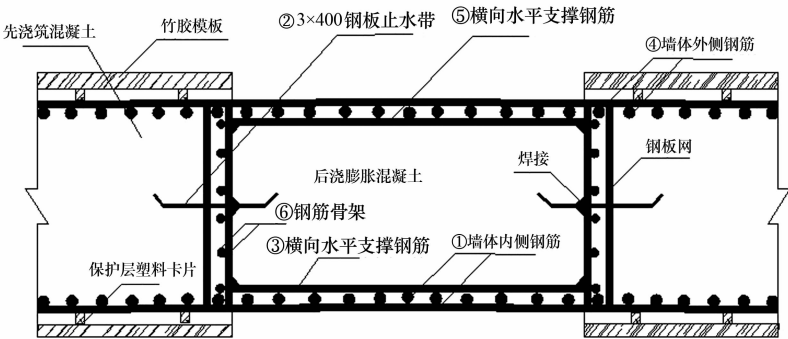 ②3×400钢板止水带
⑤横向水平支撑钢筋
先浇筑混凝土
竹胶模板
④墙体外侧钢筋
焊接
钢板网
后浇膨胀混凝土
⑥钢筋骨架
③横向水平支撑钢筋
①墙体内侧钢筋
保护层塑料卡片